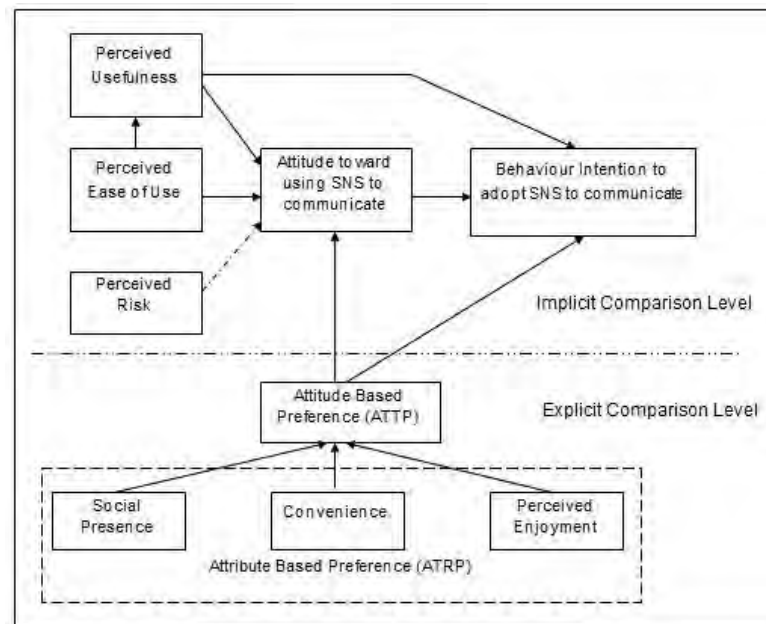 Perceived
Usefulness
Perceived
Ease of Use
Attitude toward
using SNS to
communicate
Behaviour Intention to
adopt SNS to communicate
Perceived
Risk
Implicit Comparison Level
Attitude Based
Preference (ATTP)
Explicit Comparison Level
Social
Presence
Convenience
Perceived
Enjoyment
Attribute Based Preference (ATRP)